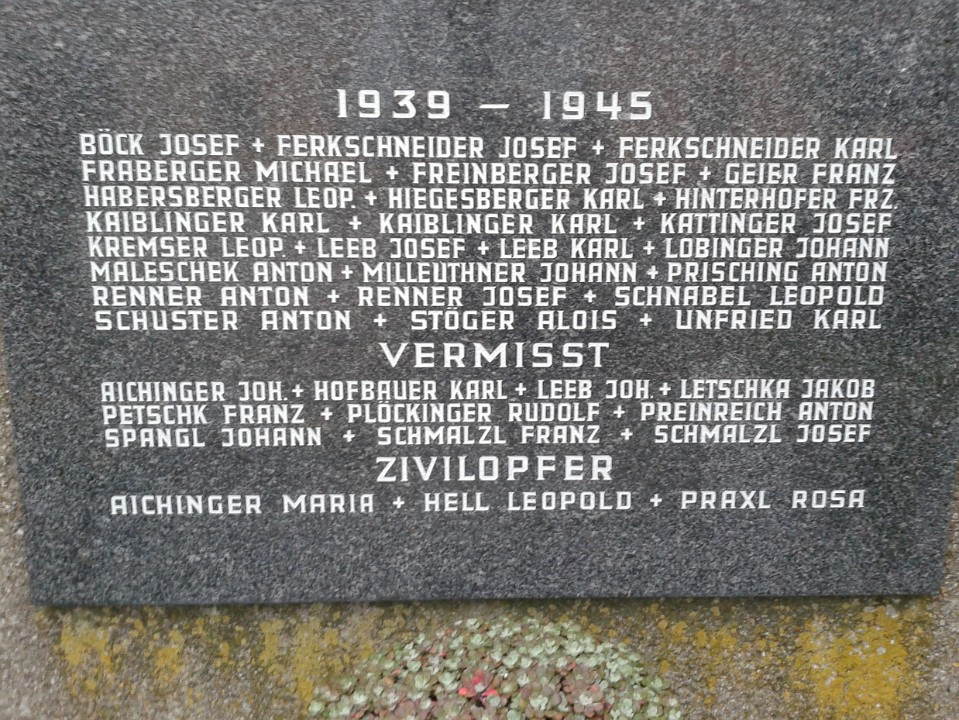 1939 – 1945
BÖCK JOSEF + FERKSCHNEIDER JOSEF + FERKSCHNEIDER KARL
FRABERGER MICHAEL + FREINBERGER JOSEF + GEIER FRANZ
HABERSBERGER LEOP. + HIEGESBERGER KARL + HINTERHOFER FRZ.
KAIBLINGER KARL + KAIBLINGER KARL + KATTINGER JOSEF
KREMSER LEOP. + LEEB JOSEF + LEEB KARL + LOBINGER JOHANN
MALESCHEK ANTON + MILLEUTHNER JOHANN + PRISCHING ANTON
RENNER ANTON + RENNER JOSEF + SCHNABEL LEOPOLD
SCHUSTER ANTON + STÖGER ALOIS + UNFRIED KARL
VERMISST
AICHINGER JOH. + HOFBAUER KARL + LEEB JOH. + LETSCHKA JAKOB
PETSCHK FRANZ + PLÖCKINGER RUDOLF + PREINREICH ANTON
SPANGL JOHANN + SCHMALZL FRANZ + SCHMALZL JOSEF
ZIVILOPFER
AICHINGER MARIA + HELL LEOPOLD + PRAXL ROSA